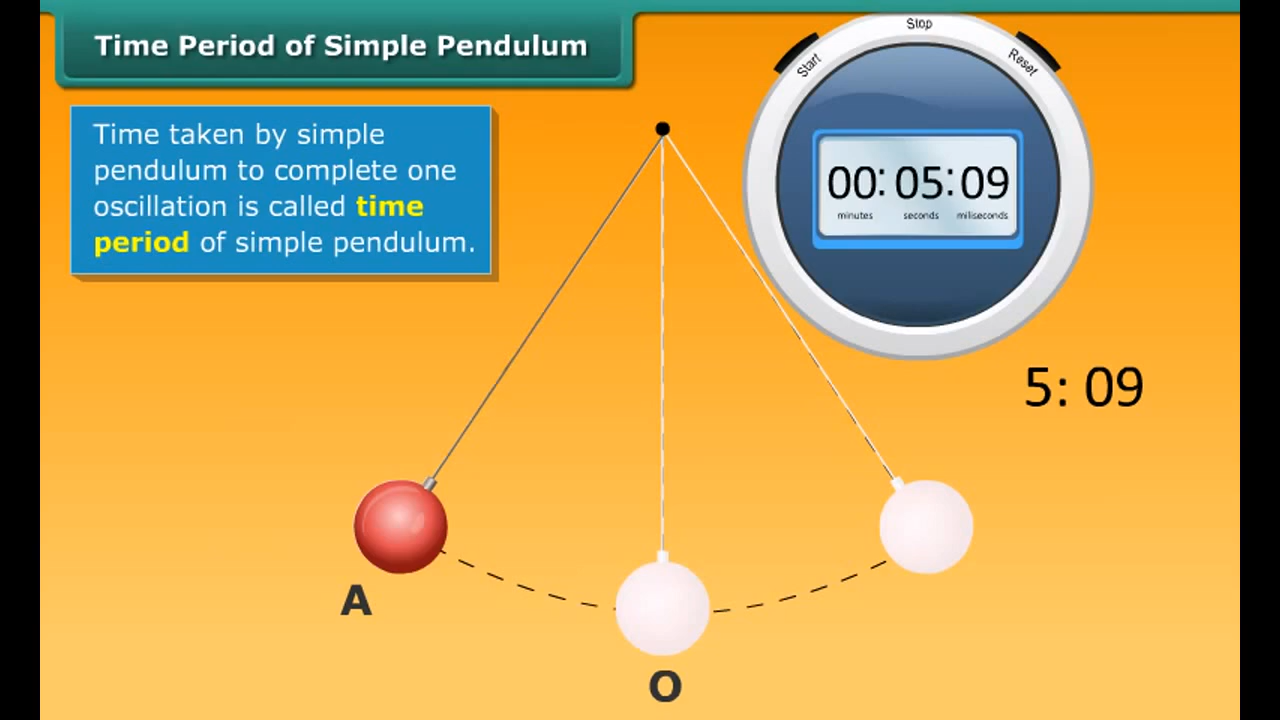 Time Period of Simple Pendulum
Time taken by simple
pendulum to complete one
oscillation is called time
period of simple pendulum.
Start
Stop
Reset
00:05:09
minutes seconds miliseconds
5: 09
A
O